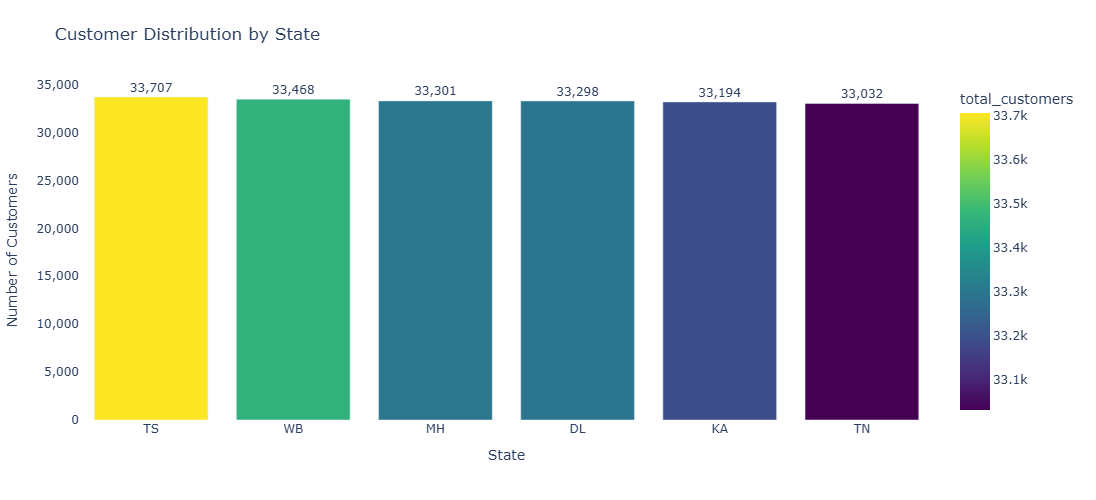 Customer Distribution by State
total_customers
Number of Customers
35,000
30,000
25,000
20,000
15,000
10,000
5,000
0
33,707
33,468
33,301
33,298
33,194
33,032
TS
WB
MH
DL
KA
TN
State
33.7k
33.6k
33.5k
33.4k
33.3k
33.2k
33.1k